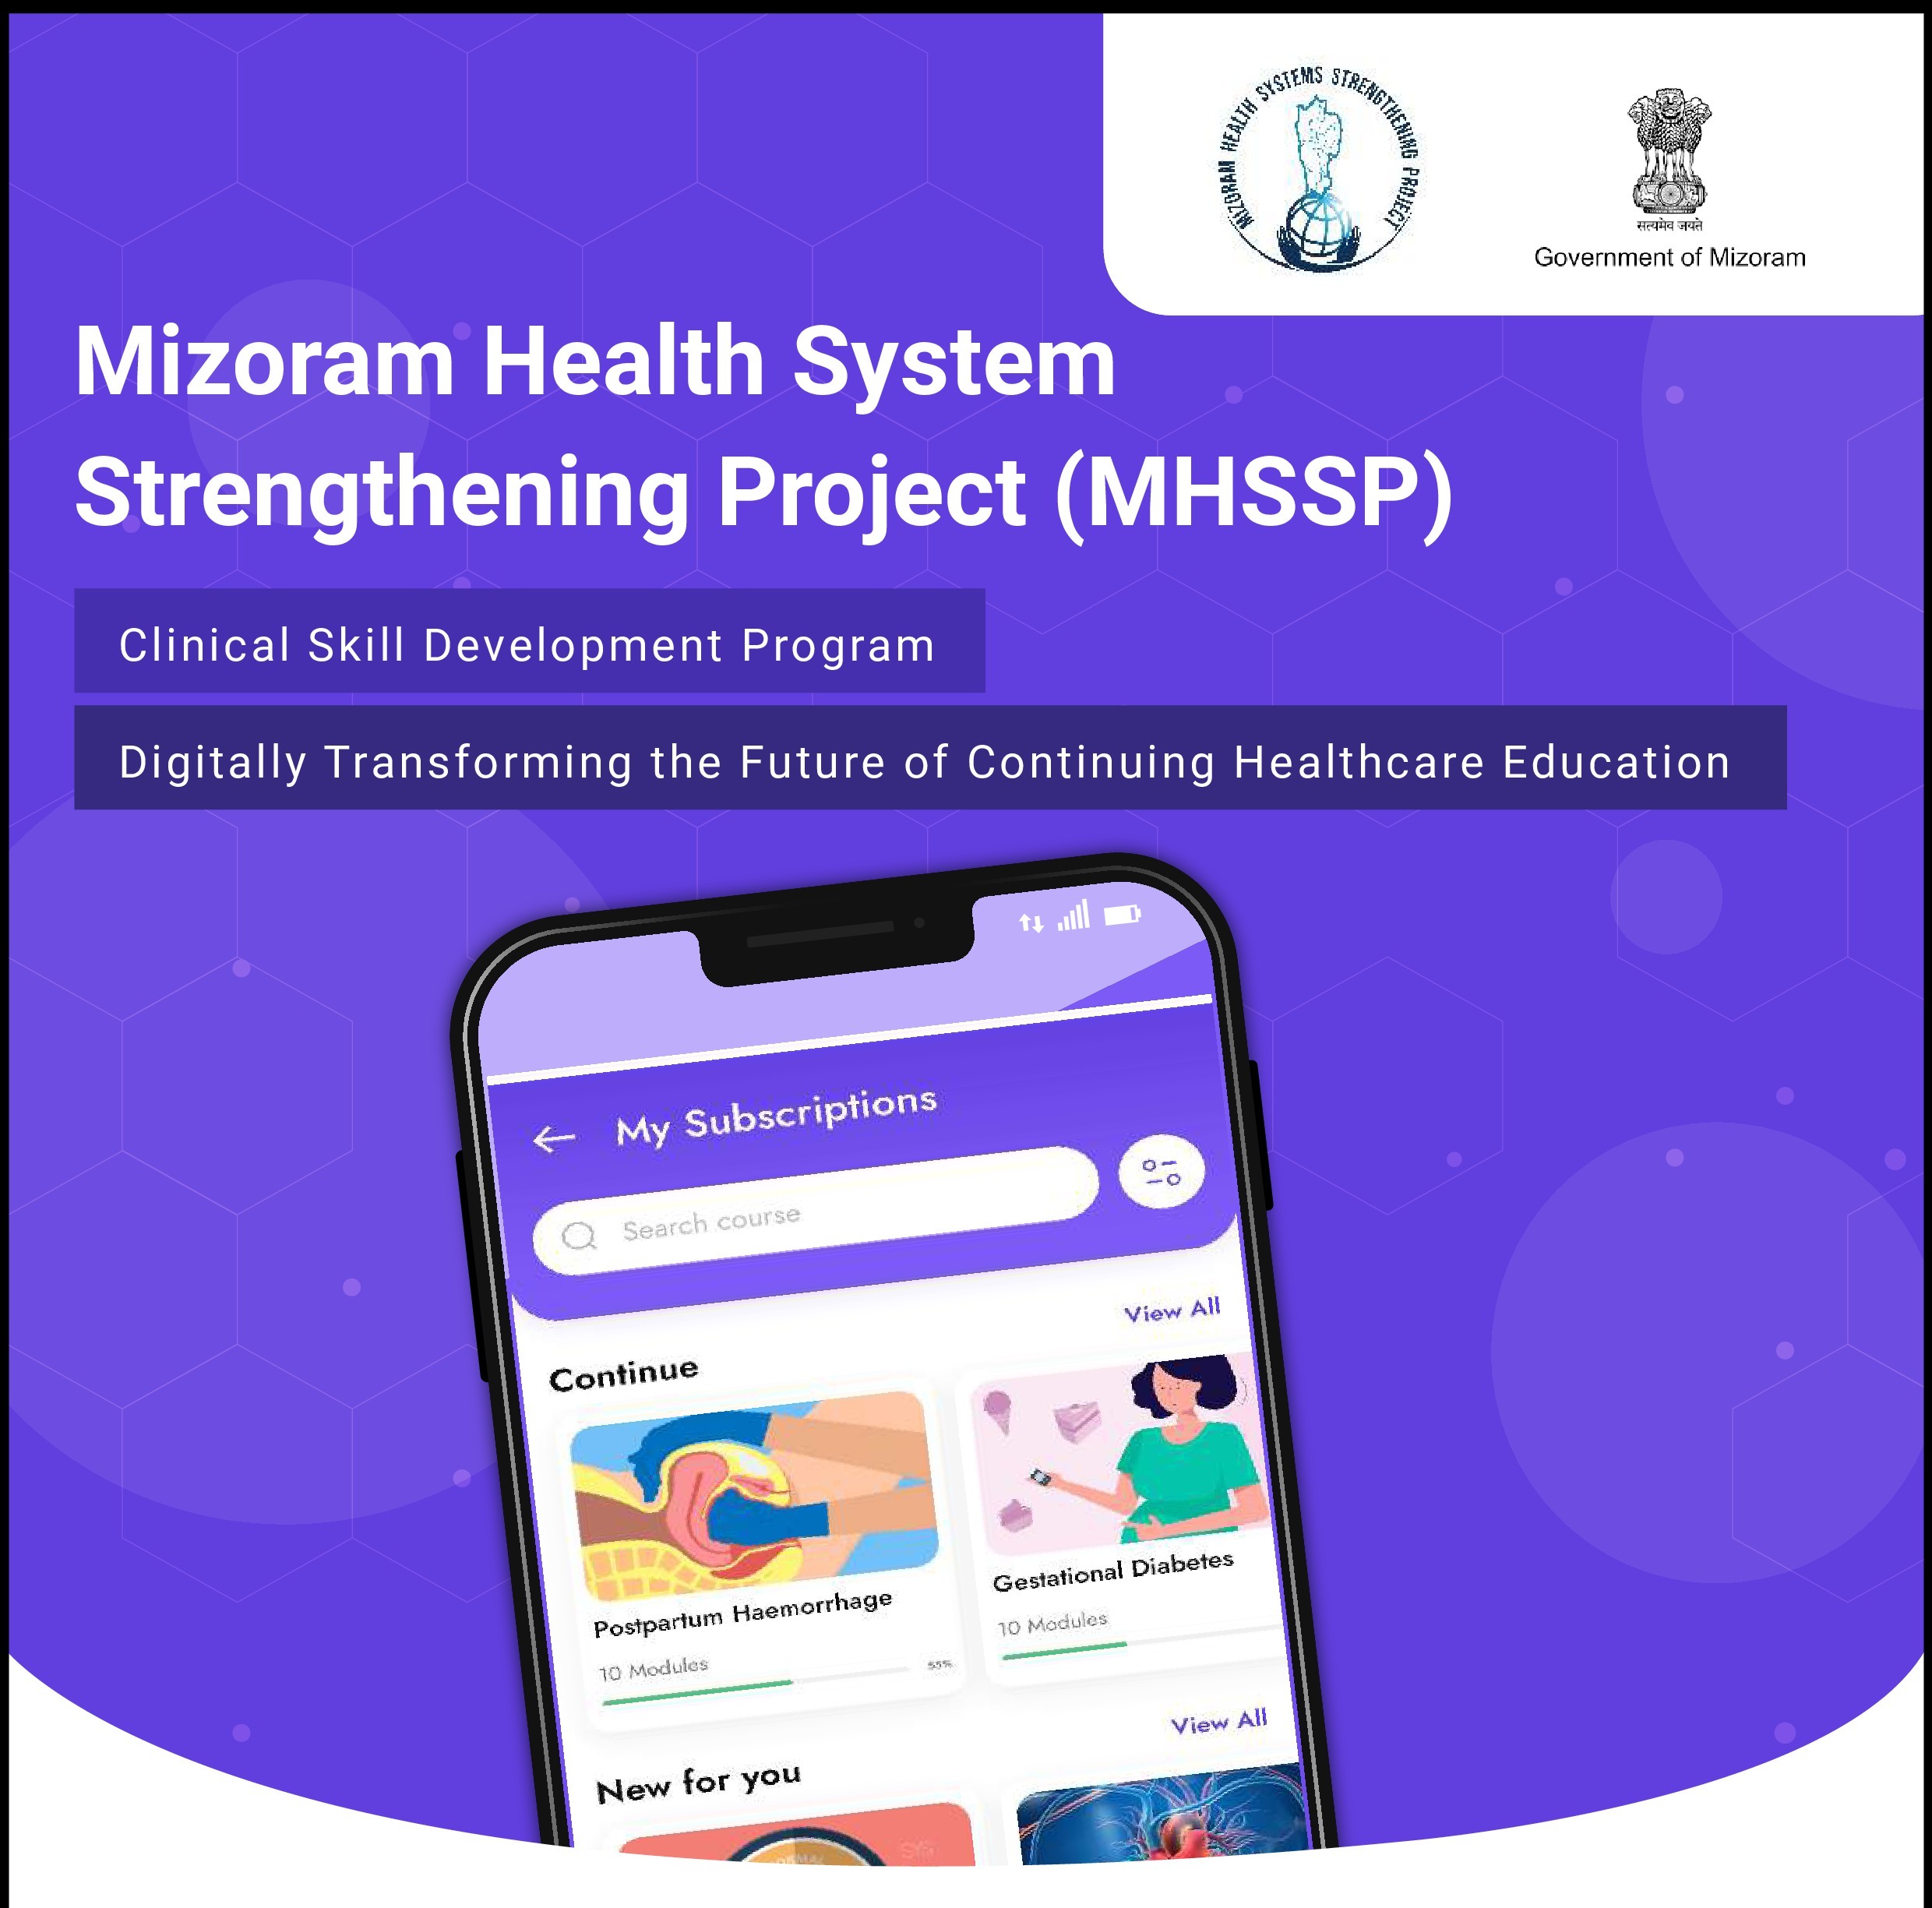 MIZORAM HEALTH SYSTEMS STRENGTHENING PROJECT
सत्यमेव जयते
Government of Mizoram
Mizoram Health System
Strengthening Project (MHSSP)
Clinical Skill Development Program
Digitally Transforming the Future of Continuing Healthcare Education
My Subscriptions
Search course
View All
Continue
Postpartum Haemorrhage
10 Modules
55%
Gestational Diabetes
10 Modules
View All
New for you